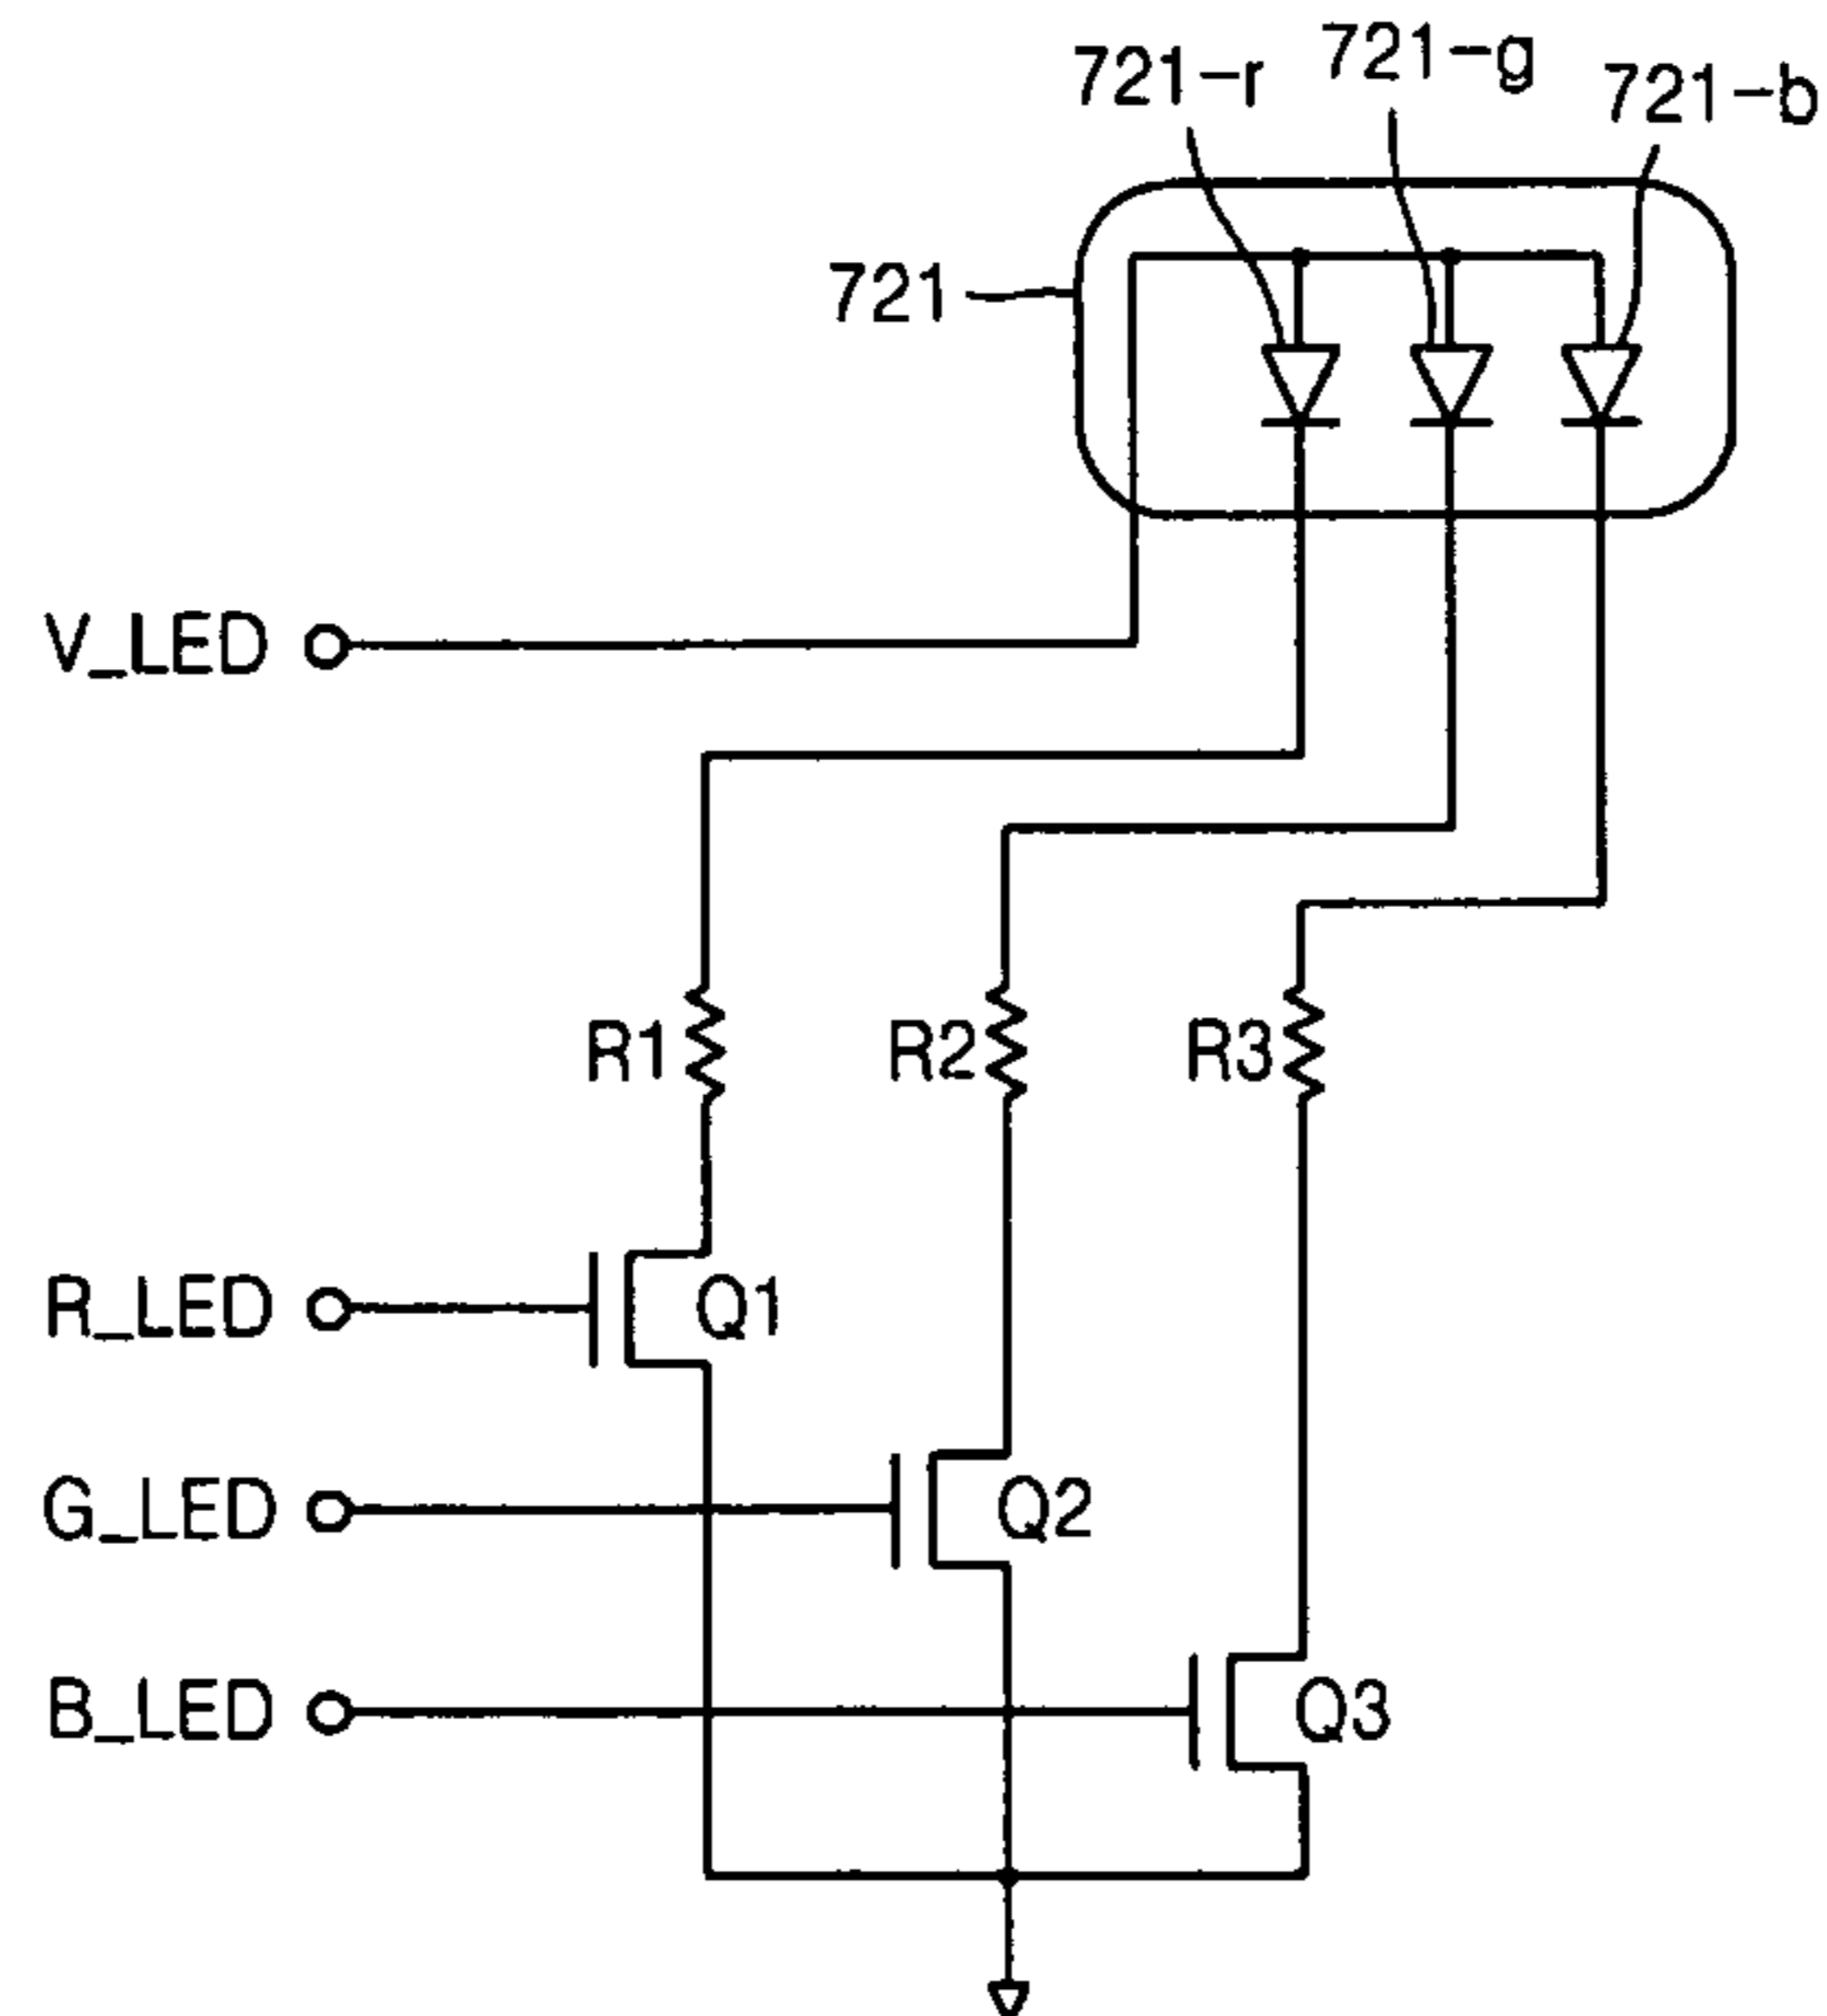 721-r
721-g
721-b
721
V_LED
R1
R2
R3
R_LED
Q1
G_LED
Q2
B_LED
Q3